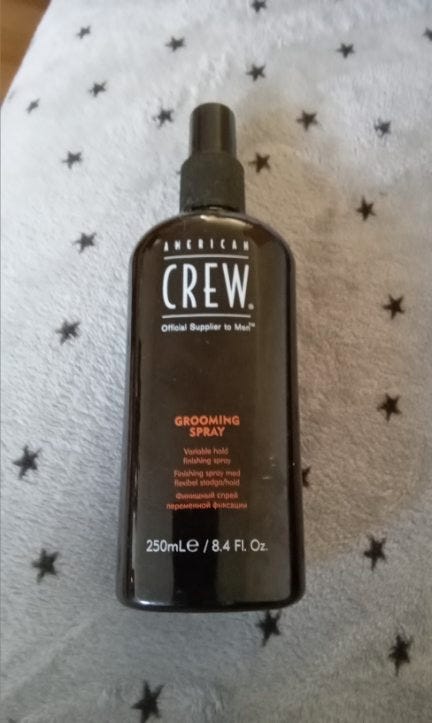 AMERICAN
CREW®
Official Supplier to Men™
GROOMING
SPRAY
Variable hold
finishing spray
Finishing spray med
flexibel stadga/hold
Финишный спрей
переменной фиксации
250mLe / 8.4 Fl. Oz.